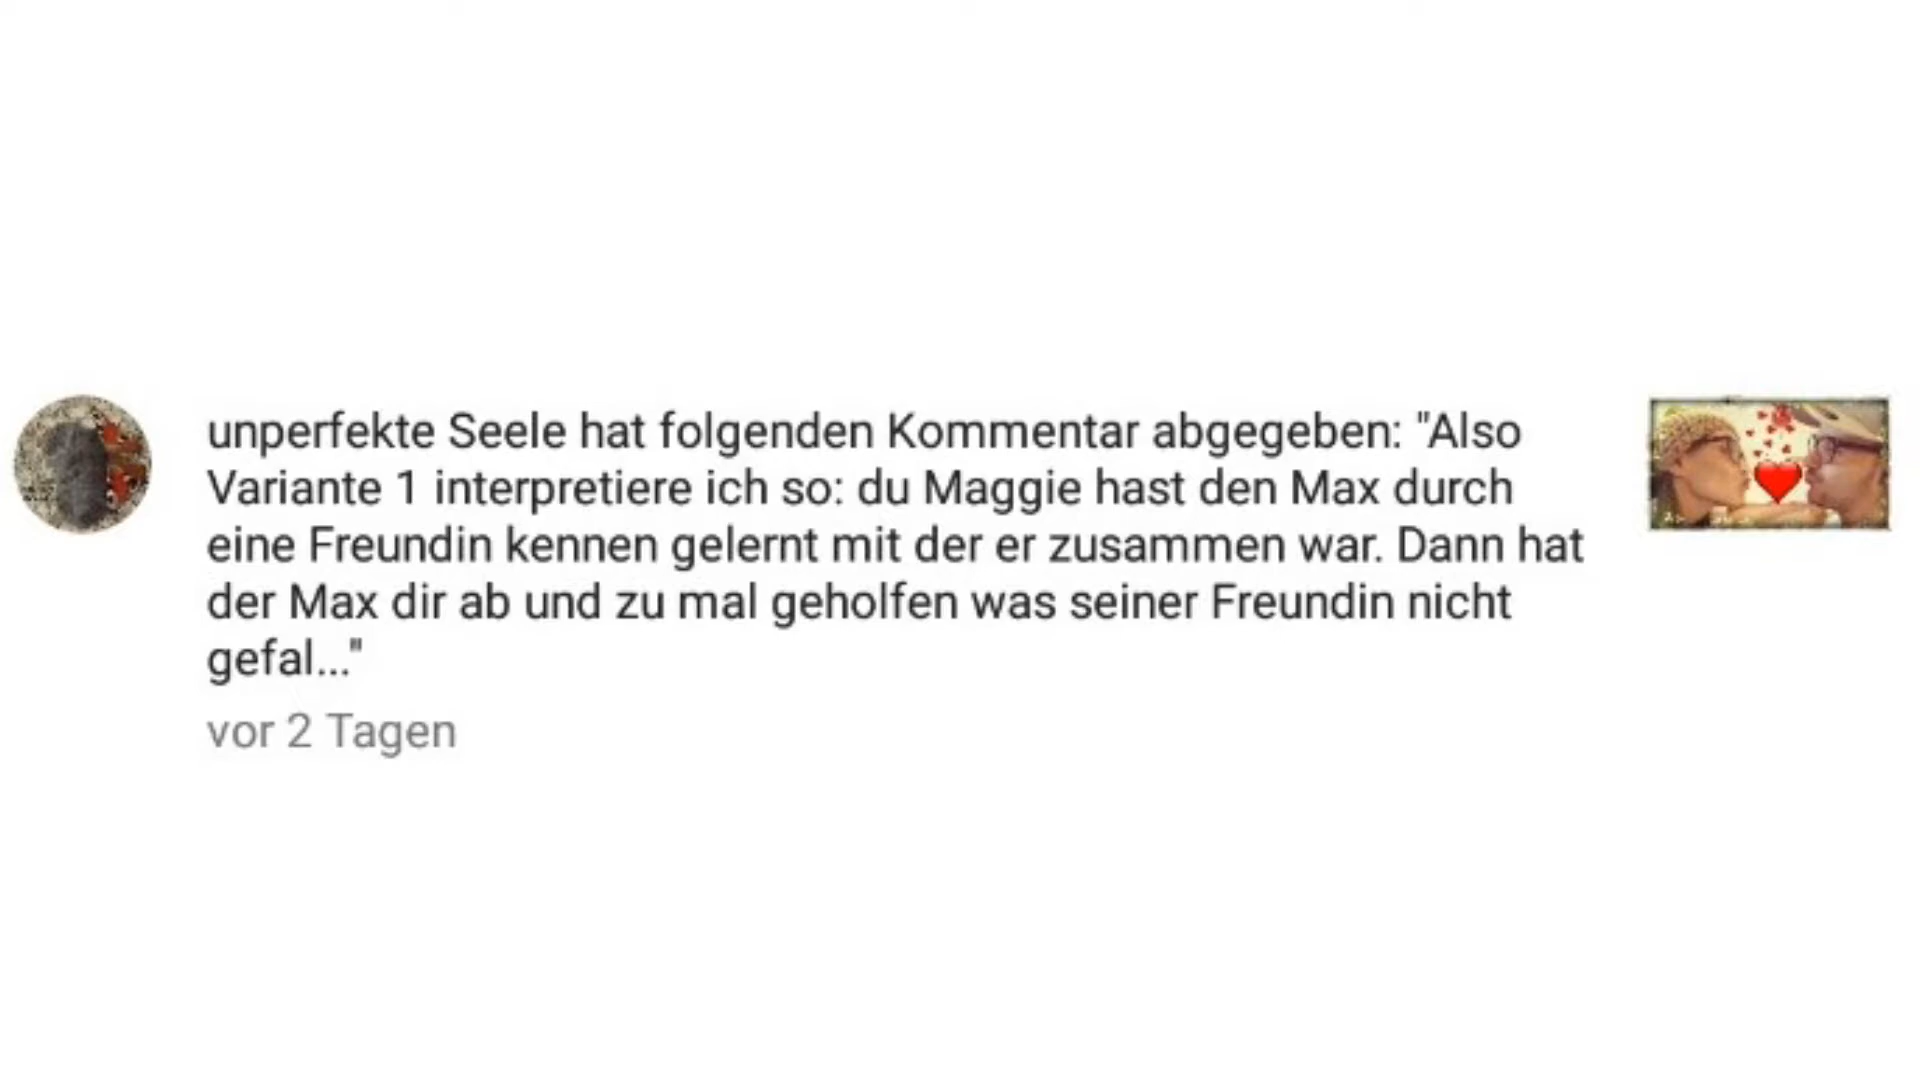 unperfekte Seele hat folgenden Kommentar abgegeben: "Also
Variante 1 interpretiere ich so: du Maggie hast den Max durch
eine Freundin kennen gelernt mit der er zusammen war. Dann hat
der Max dir ab und zu mal geholfen was seiner Freundin nicht
gefal..."
vor 2 Tagen